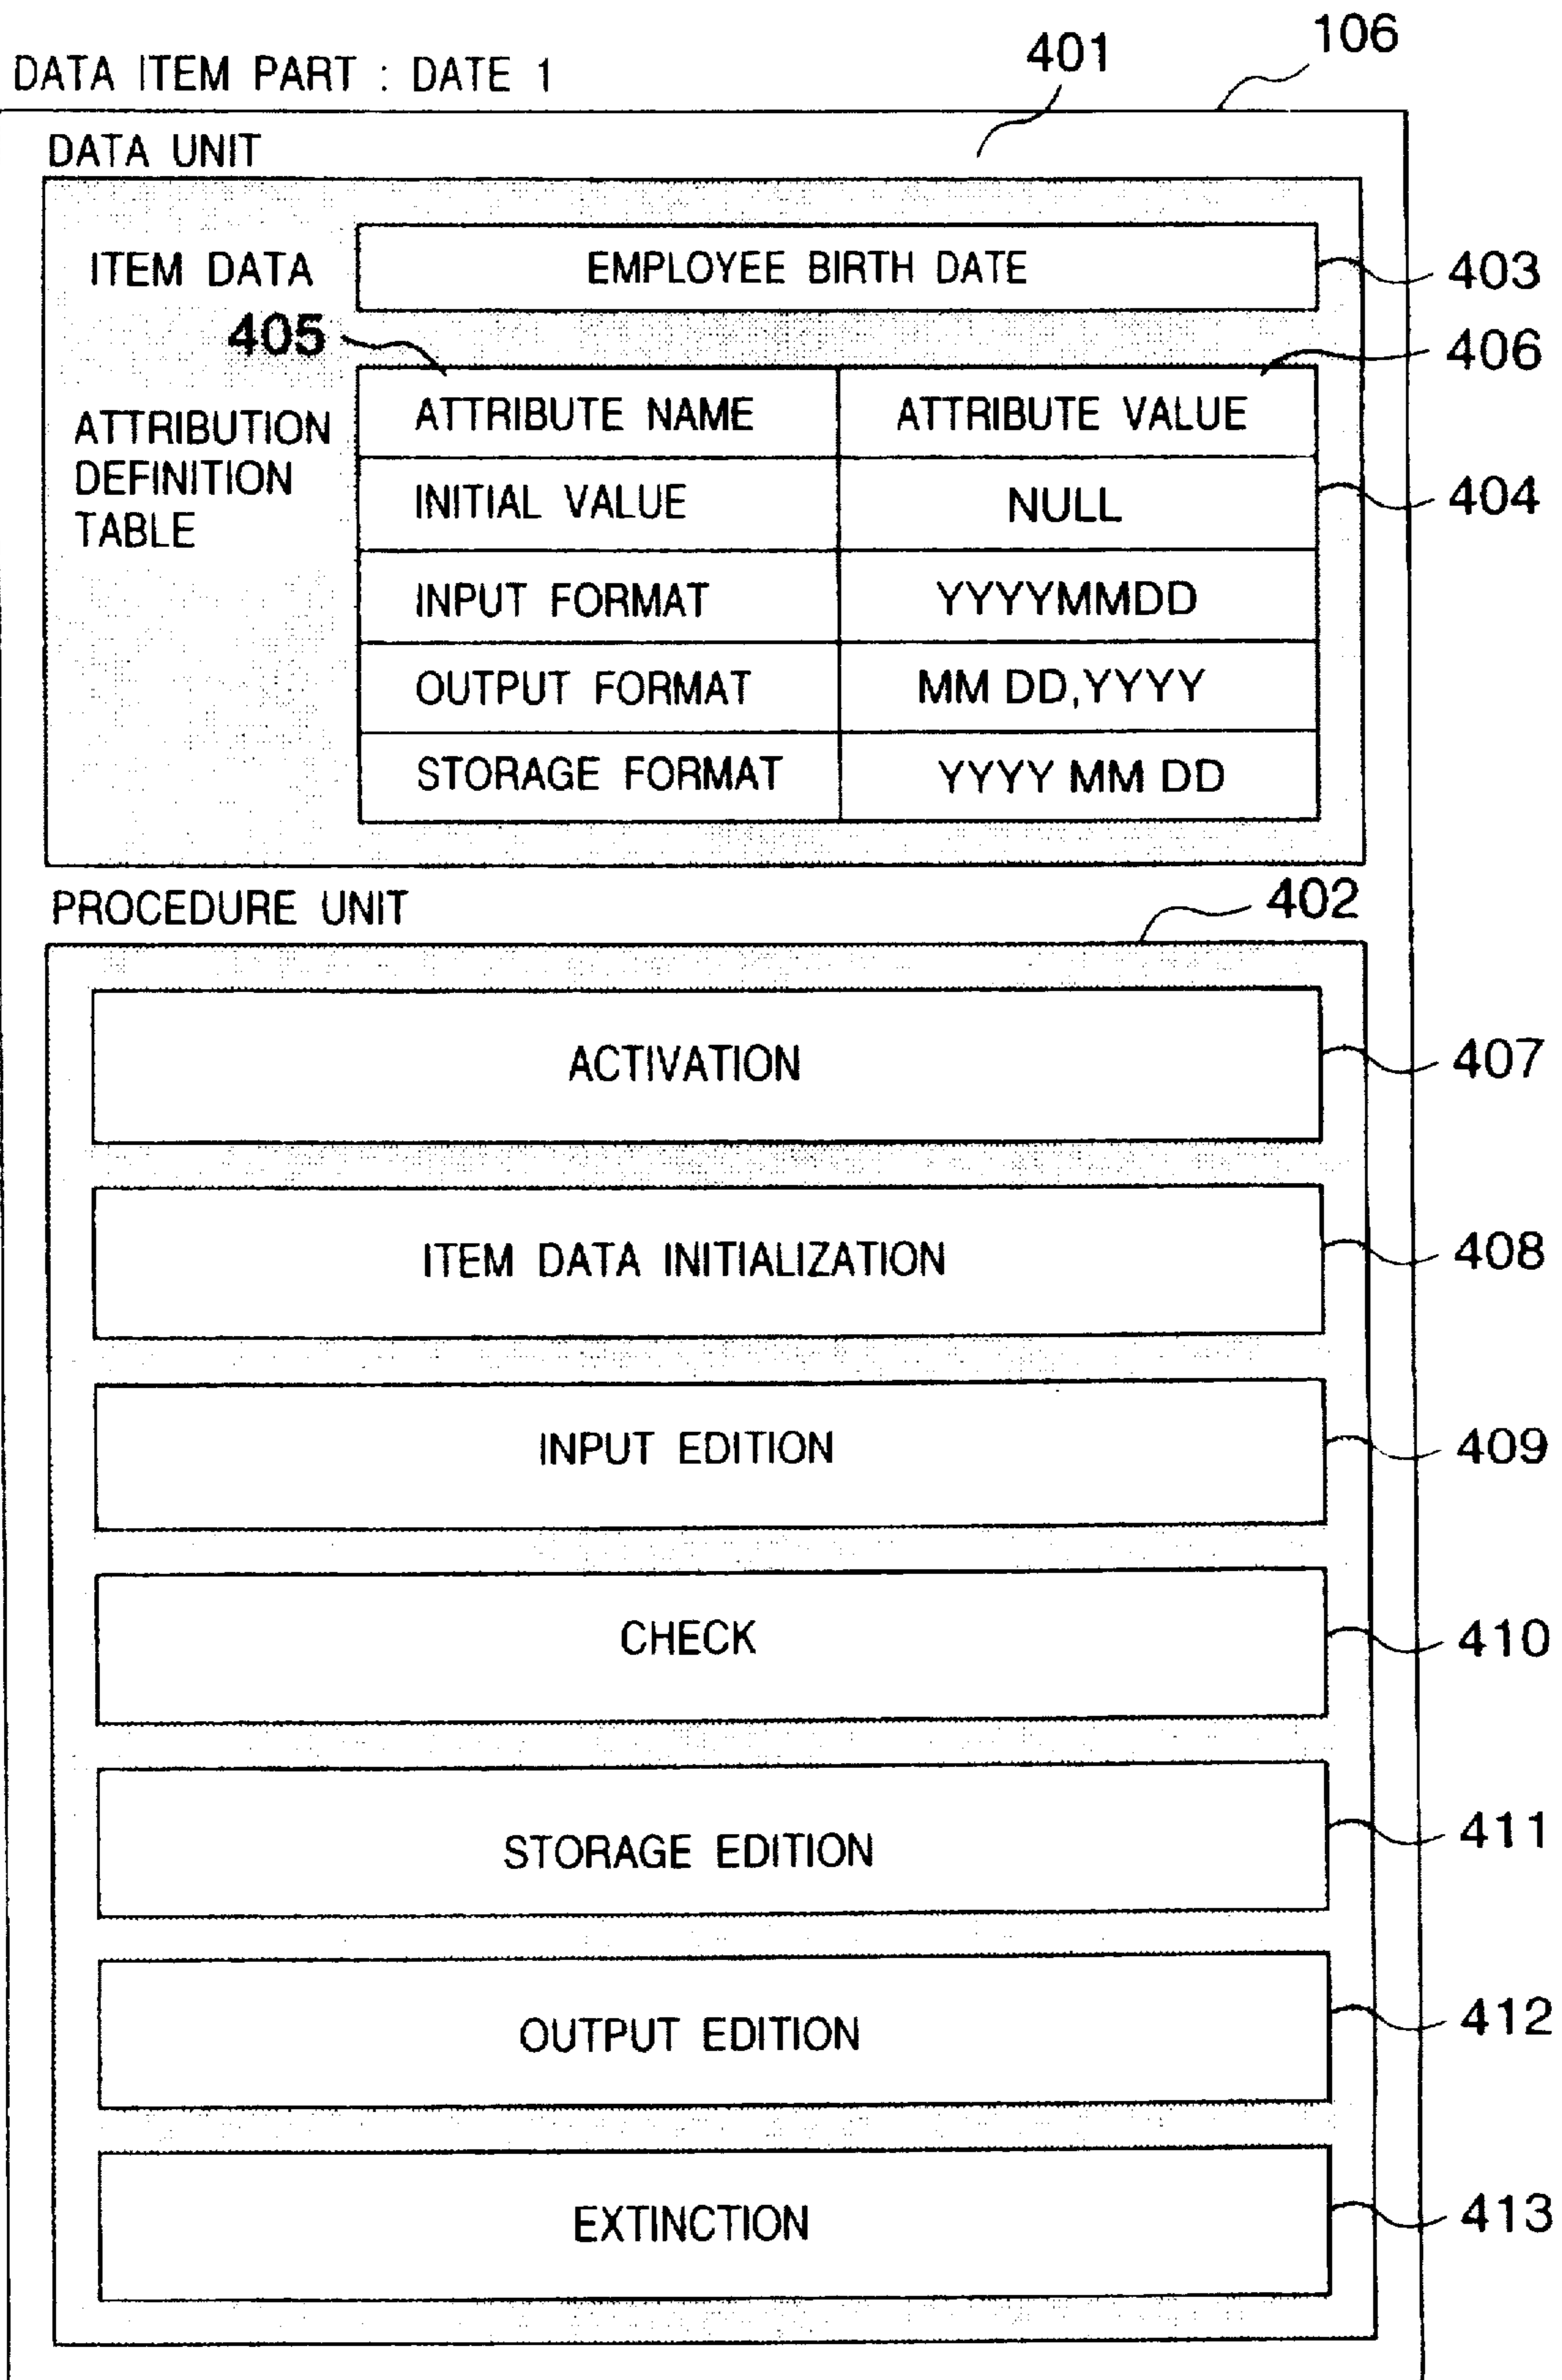 106
401
DATA ITEM PART : DATE 1
DATA UNIT
ITEM DATA
EMPLOYEE BIRTH DATE
403
405
406
ATTRIBUTION
DEFINITION
TABLE
ATTRIBUTE NAME ATTRIBUTE VALUE
INITIAL VALUE NULL
404
INPUT FORMAT YYYYMMDD
OUTPUT FORMAT MM DD,YYYY
STORAGE FORMAT YYYY MM DD
PROCEDURE UNIT
402
ACTIVATION
407
ITEM DATA INITIALIZATION
408
INPUT EDITION
409
CHECK
410
STORAGE EDITION
411
OUTPUT EDITION
412
EXTINCTION
413